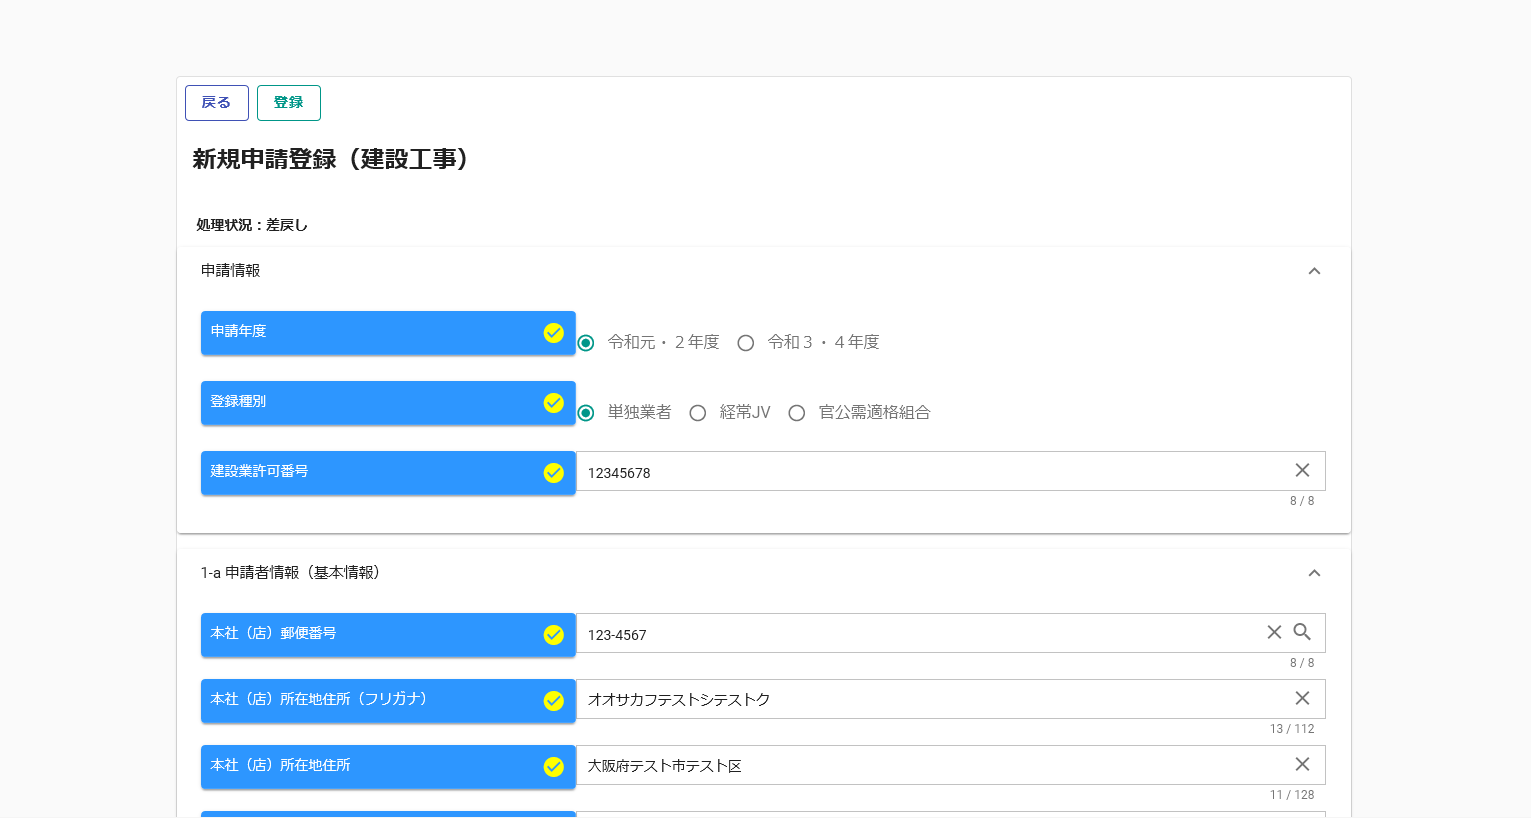 戻る 登録
新規申請登録（建設工事）
処理状況：差戻し
申請情報
申請年度 令和元・２年度 令和３・４年度
登録種別 単独業者 経常JV 官公需適格組合
建設業許可番号 12345678
8 / 8
1-a 申請者情報（基本情報）
本社（店）郵便番号 123-4567
8 / 8
本社（店）所在地住所（フリガナ） オオサカフテストシテストク
13 / 112
本社（店）所在地住所 大阪府テスト市テスト区
11 / 128